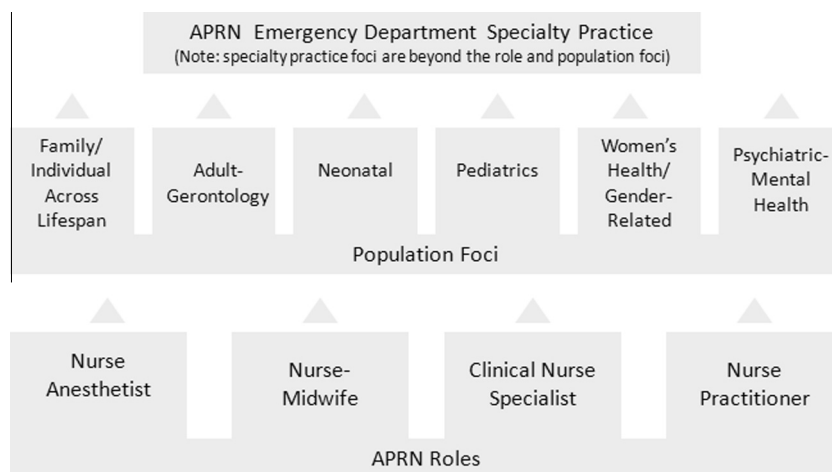 APRN Emergency Department Specialty Practice
(Note: specialty practice foci are beyond the role and population foci)
Family/
Individual
Across
Lifespan
Adult-
Gerontology
Neonatal
Pediatrics
Women's
Health/
Gender-
Related
Psychiatric-
Mental
Health
Population Foci
Nurse
Anesthetist
Nurse-
Midwife
Clinical Nurse
Specialist
Nurse
Practitioner
APRN Roles